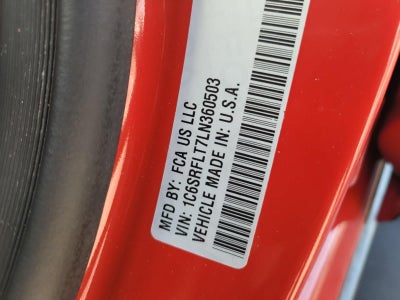 MFD BY: FCA US LLC
VIN: 1C6SRFLT7LN360503
VEHICLE MADE IN: U.S.A.